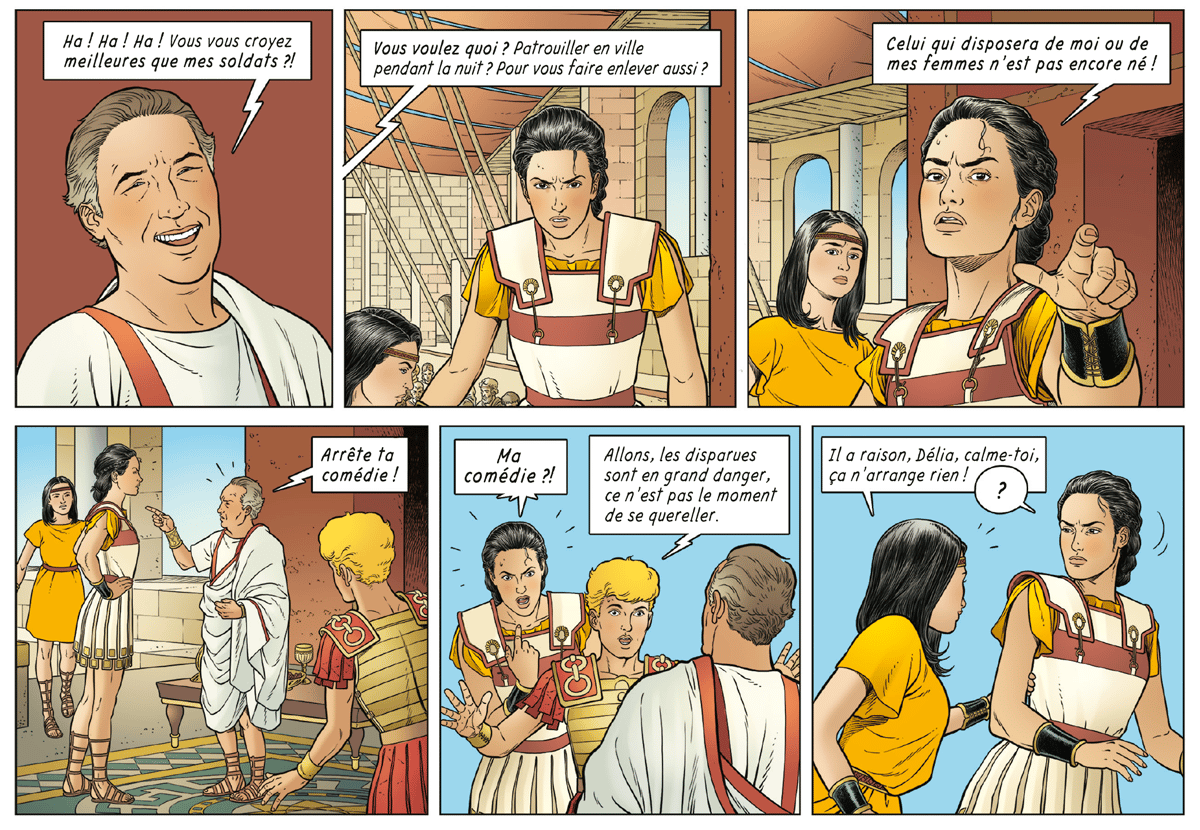 Ha ! Ha ! Ha ! Vous vous croyez
meilleures que mes soldats ?!
Vous voulez quoi ? Patrouiller en ville
pendant la nuit ? Pour vous faire enlever aussi ?
Celui qui disposera de moi ou de
mes femmes n'est pas encore né !
Arrête ta
comédie !
Ma
comédie ?!
Allons, les disparues
sont en grand danger,
ce n'est pas le moment
de se quereller.
Il a raison, Délia, calme-toi,
ça n'arrange rien !
?